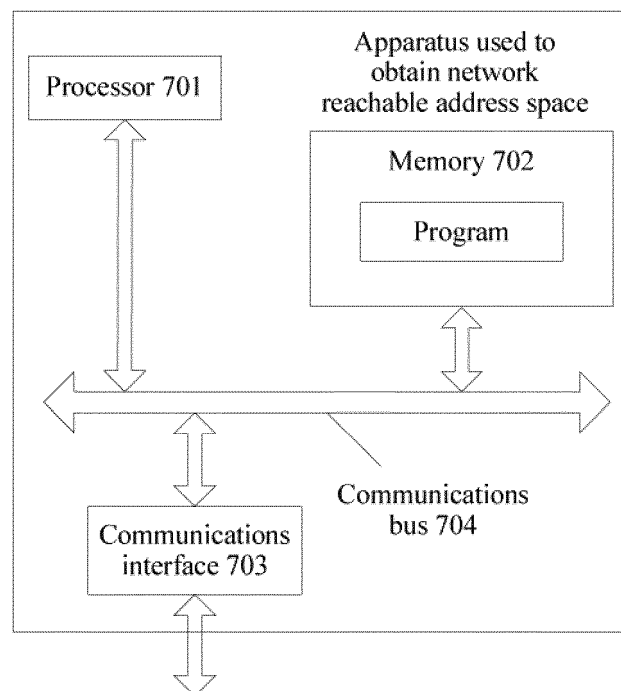 Apparatus used to
obtain network
reachable address space
Processor 701
Memory 702
Program
Communications
bus 704
Communications
interface 703